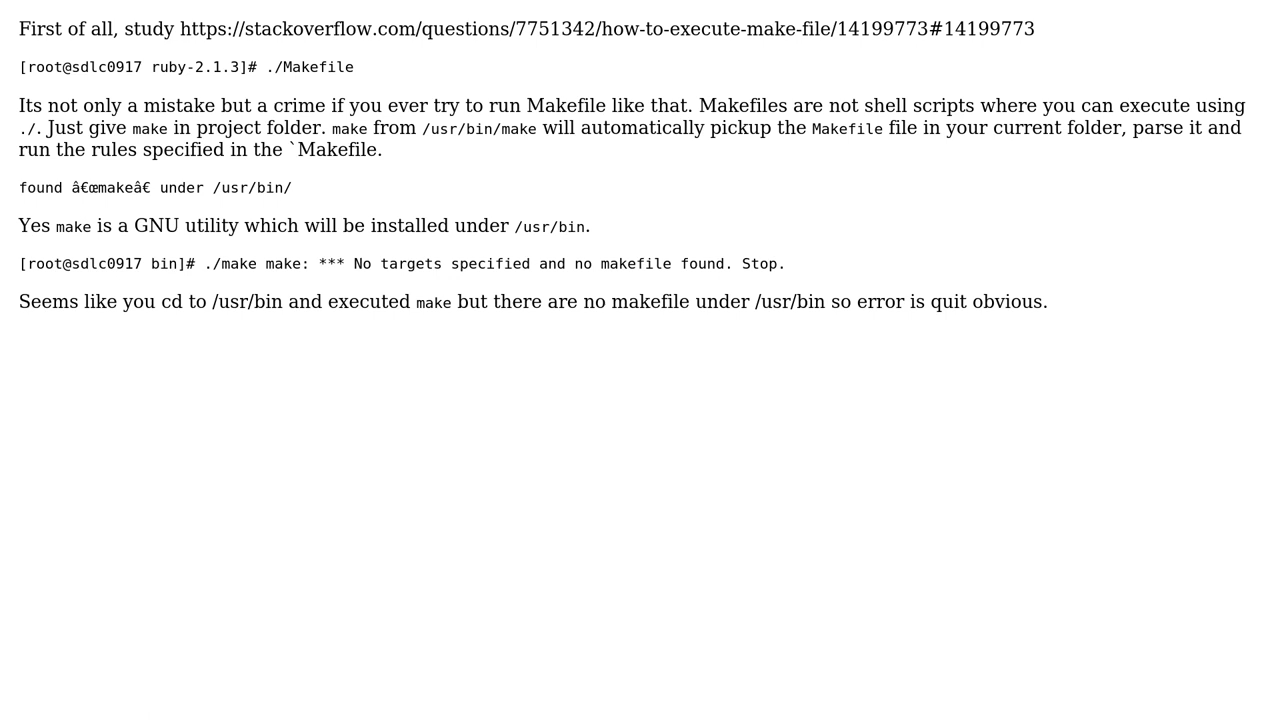 First of all, study https://stackoverflow.com/questions/7751342/how-to-execute-make-file/14199773#14199773
[root@sdlc0917 ruby-2.1.3]# ./Makefile
Its not only a mistake but a crime if you ever try to run Makefile like that. Makefiles are not shell scripts where you can execute using
./. Just give make in project folder. make from /usr/bin/make will automatically pickup the Makefile file in your current folder, parse it and
run the rules specified in the `Makefile.
found â€œmakeâ€ under /usr/bin/
Yes make is a GNU utility which will be installed under /usr/bin.
[root@sdlc0917 bin]# ./make make: *** No targets specified and no makefile found. Stop.
Seems like you cd to /usr/bin and executed make but there are no makefile under /usr/bin so error is quit obvious.